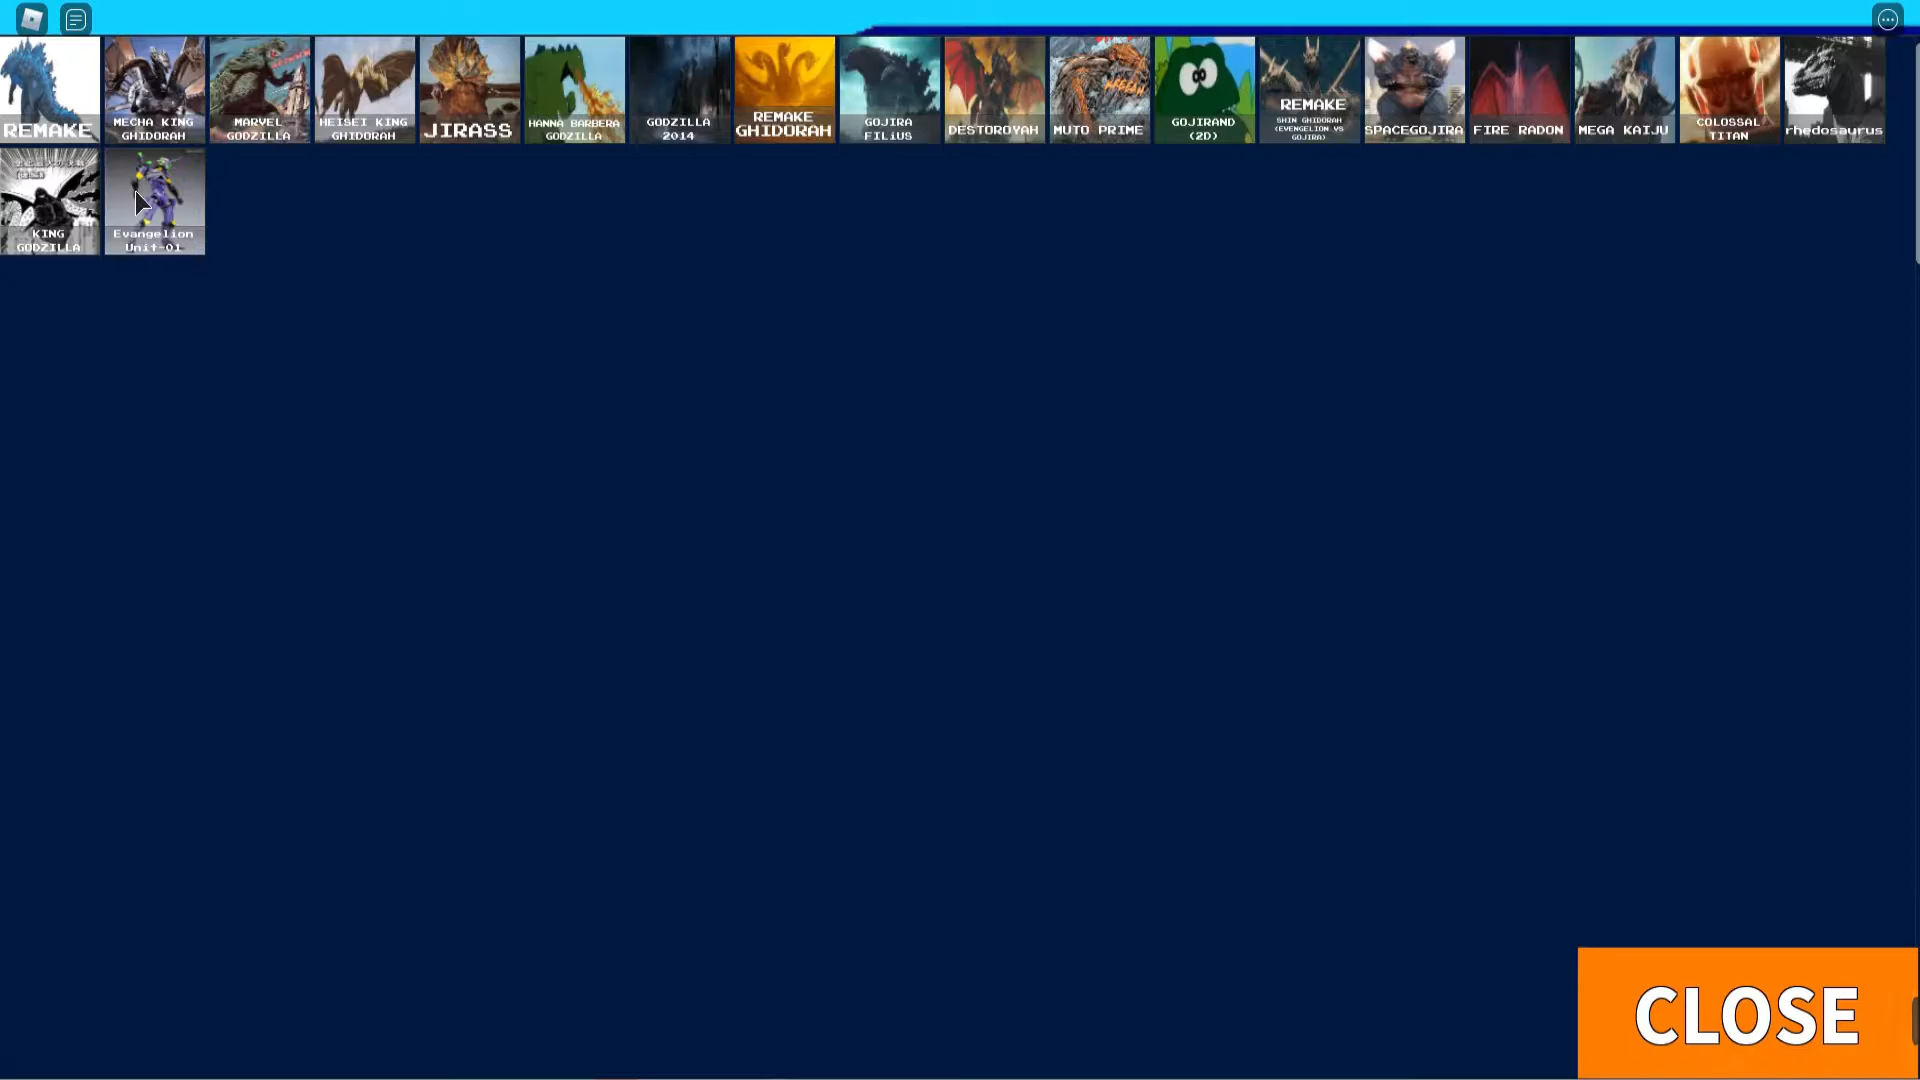 REMAKE
MECHA KING
GHIDORAH
MARVEL
GODZILLA
HEISEI KING
GHIDORAH
JIRASS
HANNA BARBERA
GODZILLA
GODZILLA
2014
REMAKE
GHIDORAH
GOJIRA
FILiUS
DESTOROYAH
MUTO PRIME
GOJIRAND
(2D)
REMAKE
SHIN GHIDORAH
(EVENGELION VS
GOJIRA)
SPACEGOJIRA
FIRE RADON
MEGA KAIJU
COLOSSAL
TITAN
rhedosaurus
KING
GODZILLA
Evangelion
Unit-01
CLOSE